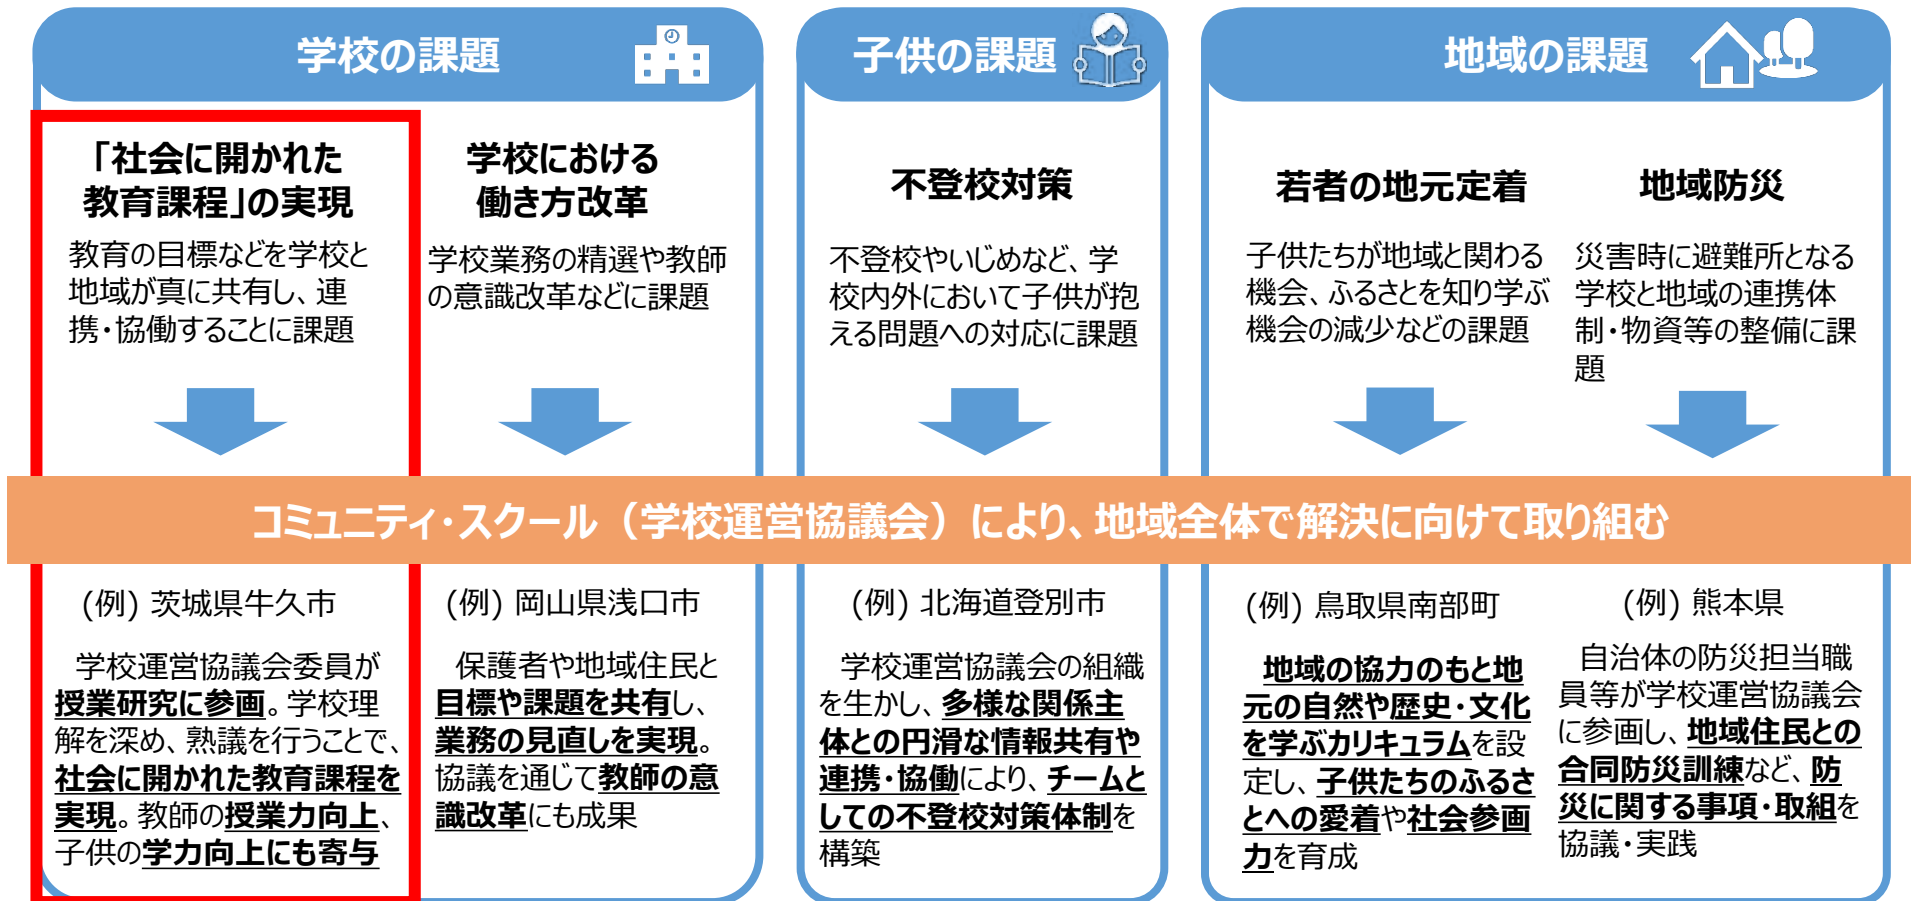 学校の課題
「社会に開かれた
教育課程」の実現
教育の目標などを学校と
地域が真に共有し、連
携・協働することに課題
学校における
働き方改革
学校業務の精選や教師
の意識改革などに課題
子供の課題
不登校対策
不登校やいじめなど、学
校内外において子供が抱
える問題への対応に課題
地域の課題
若者の地元定着
子供たちが地域と関わる
機会、ふるさとを知り学ぶ
機会の減少などの課題
地域防災
災害時に避難所となる
学校と地域の連携体
制・物資等の整備に課
題
コミュニティ・スクール（学校運営協議会）により、地域全体で解決に向けて取り組む
(例) 茨城県牛久市
学校運営協議会委員が
授業研究に参画。学校理
解を深め、熟議を行うことで、
社会に開かれた教育課程を
実現。教師の授業力向上、
子供の学力向上にも寄与
(例) 岡山県浅口市
保護者や地域住民と
目標や課題を共有し、
業務の見直しを実現。
協議を通じて教師の意
識改革にも成果
(例) 北海道登別市
学校運営協議会の組織
を生かし、多様な関係主
体との円滑な情報共有や
連携・協働により、チームと
しての不登校対策体制を
構築
(例) 鳥取県南部町
地域の協力のもと地
元の自然や歴史・文化
を学ぶカリキュラムを設
定し、子供たちのふるさ
とへの愛着や社会参画
力を育成
(例) 熊本県
自治体の防災担当職
員等が学校運営協議会
に参画し、地域住民との
合同防災訓練など、防
災に関する事項・取組を
協議・実践